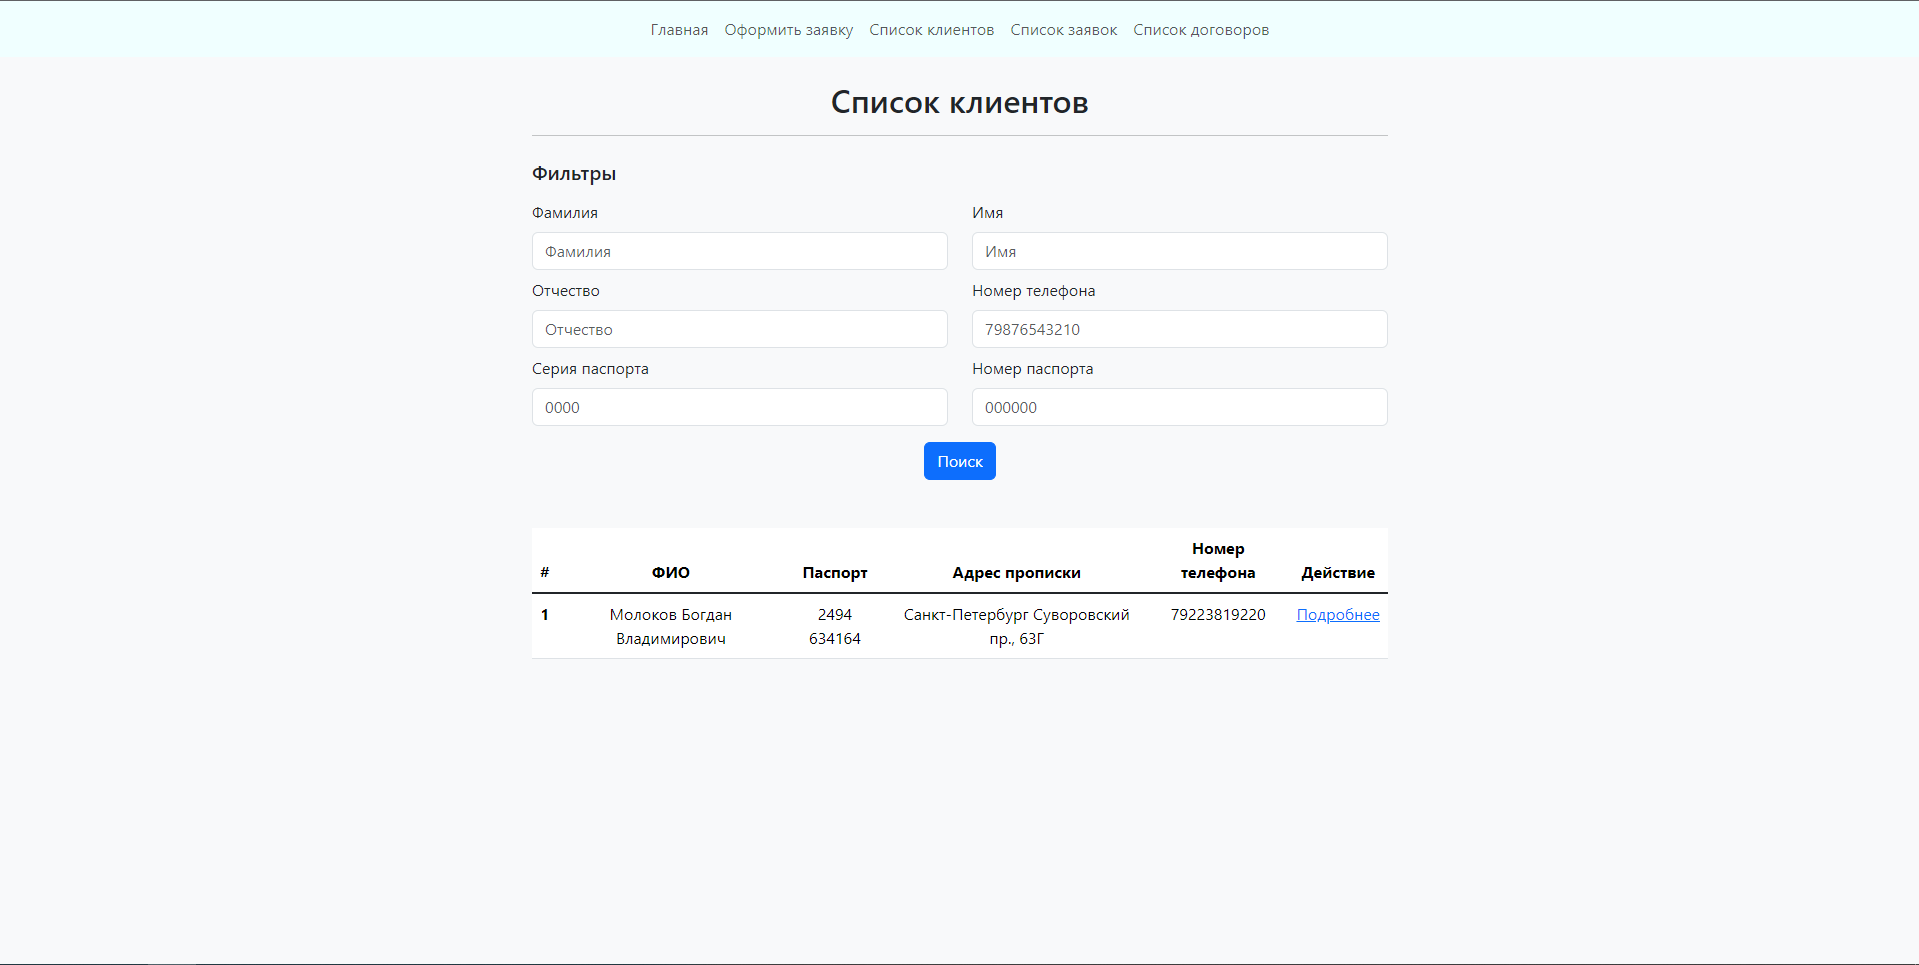 Главная Оформить заявку Список клиентов Список заявок Список договоров
Список клиентов
Фильтры
Фамилия Имя
Фамилия Имя
Отчество Номер телефона
Отчество 79876543210
Серия паспорта Номер паспорта
0000 000000
Поиск
# ФИО Паспорт Адрес прописки Номер телефона Действие
1 Молоков Богдан Владимирович 2494 634164 Санкт-Петербург Суворовский пр., 63Г 79223819220 Подробнее